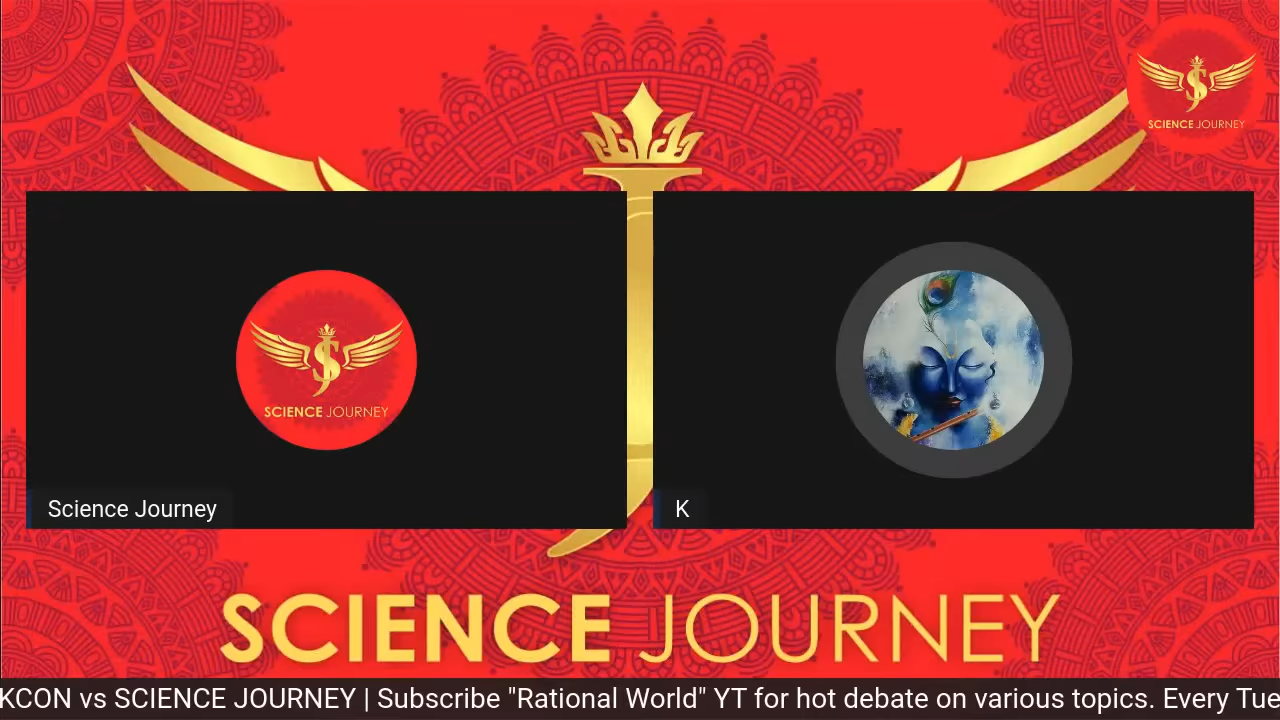 SCIENCE JOURNEY
SCIENCE JOURNEY
Science Journey
K
SCIENCE JOURNEY
KCON vs SCIENCE JOURNEY | Subscribe "Rational World" YT for hot debate on various topics. Every Tue